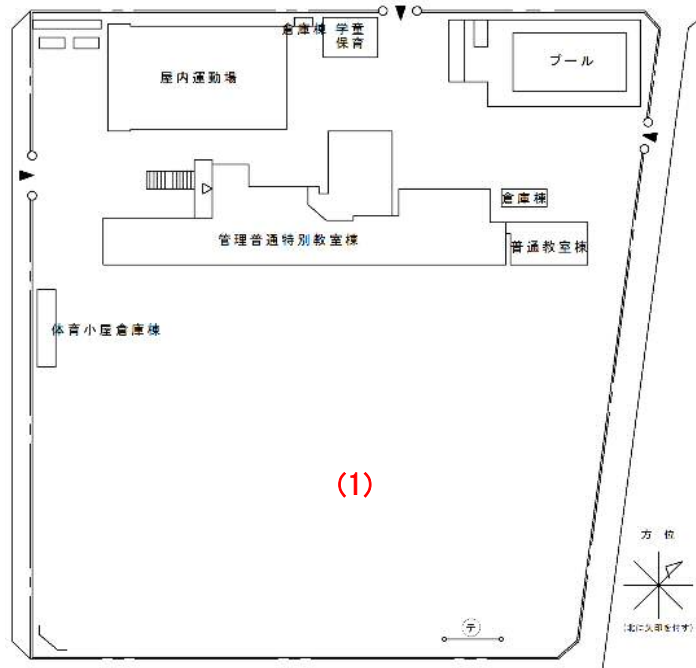 倉庫棟
学童
保育
屋内運動場
プール
倉庫棟
管理普通特別教室棟
普通教室棟
体育小屋倉庫棟
(1)
方位
テ
(北に矢印を付す)